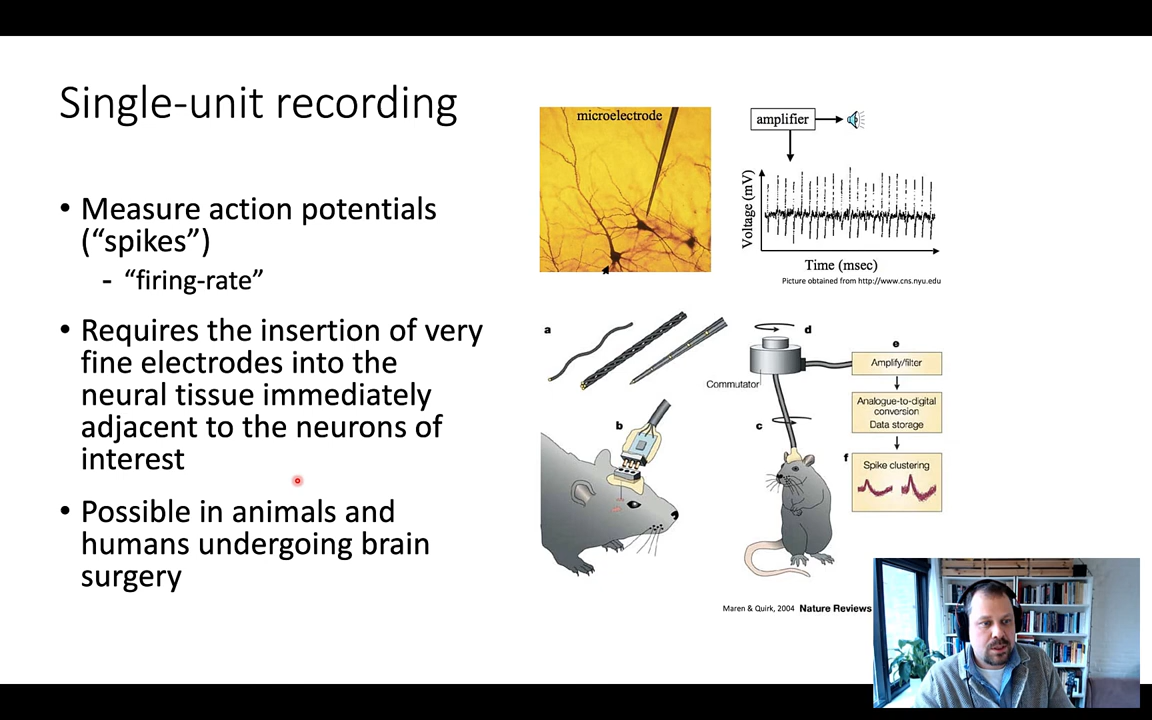 Single-unit recording
• Measure action potentials
(“spikes”)
- “firing-rate”
• Requires the insertion of very
fine electrodes into the
neural tissue immediately
adjacent to the neurons of
interest
• Possible in animals and
humans undergoing brain
surgery
microelectrode
amplifier
Voltage (mV)
Time (msec)
Picture obtained from http://www.cns.nyu.edu
a
b
c
d
Commutator
e
Amplify/filter
Analogue-to-digital
conversion
Data storage
f
Spike clustering
Maren & Quirk, 2004 Nature Reviews